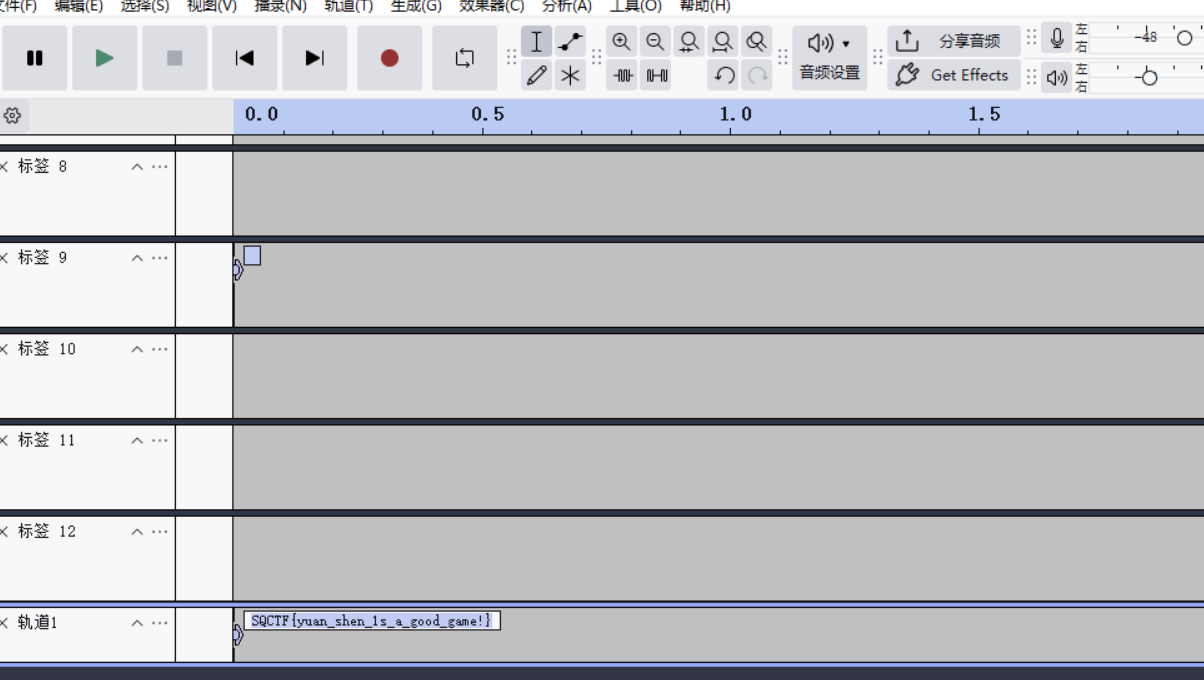 文件(F) 编辑(E) 选择(S) 视图(V) 播录(N) 轨道(T) 生成(G) 效果器(C) 分析(A) 工具(O) 帮助(H)
音频设置
分享音频
Get Effects
左
右
-48
左
右
0.0 0.5 1.0 1.5
标签 8
标签 9
标签 10
标签 11
标签 12
轨道1
SQCTF{yuan_shen_1s_a_good_game!}